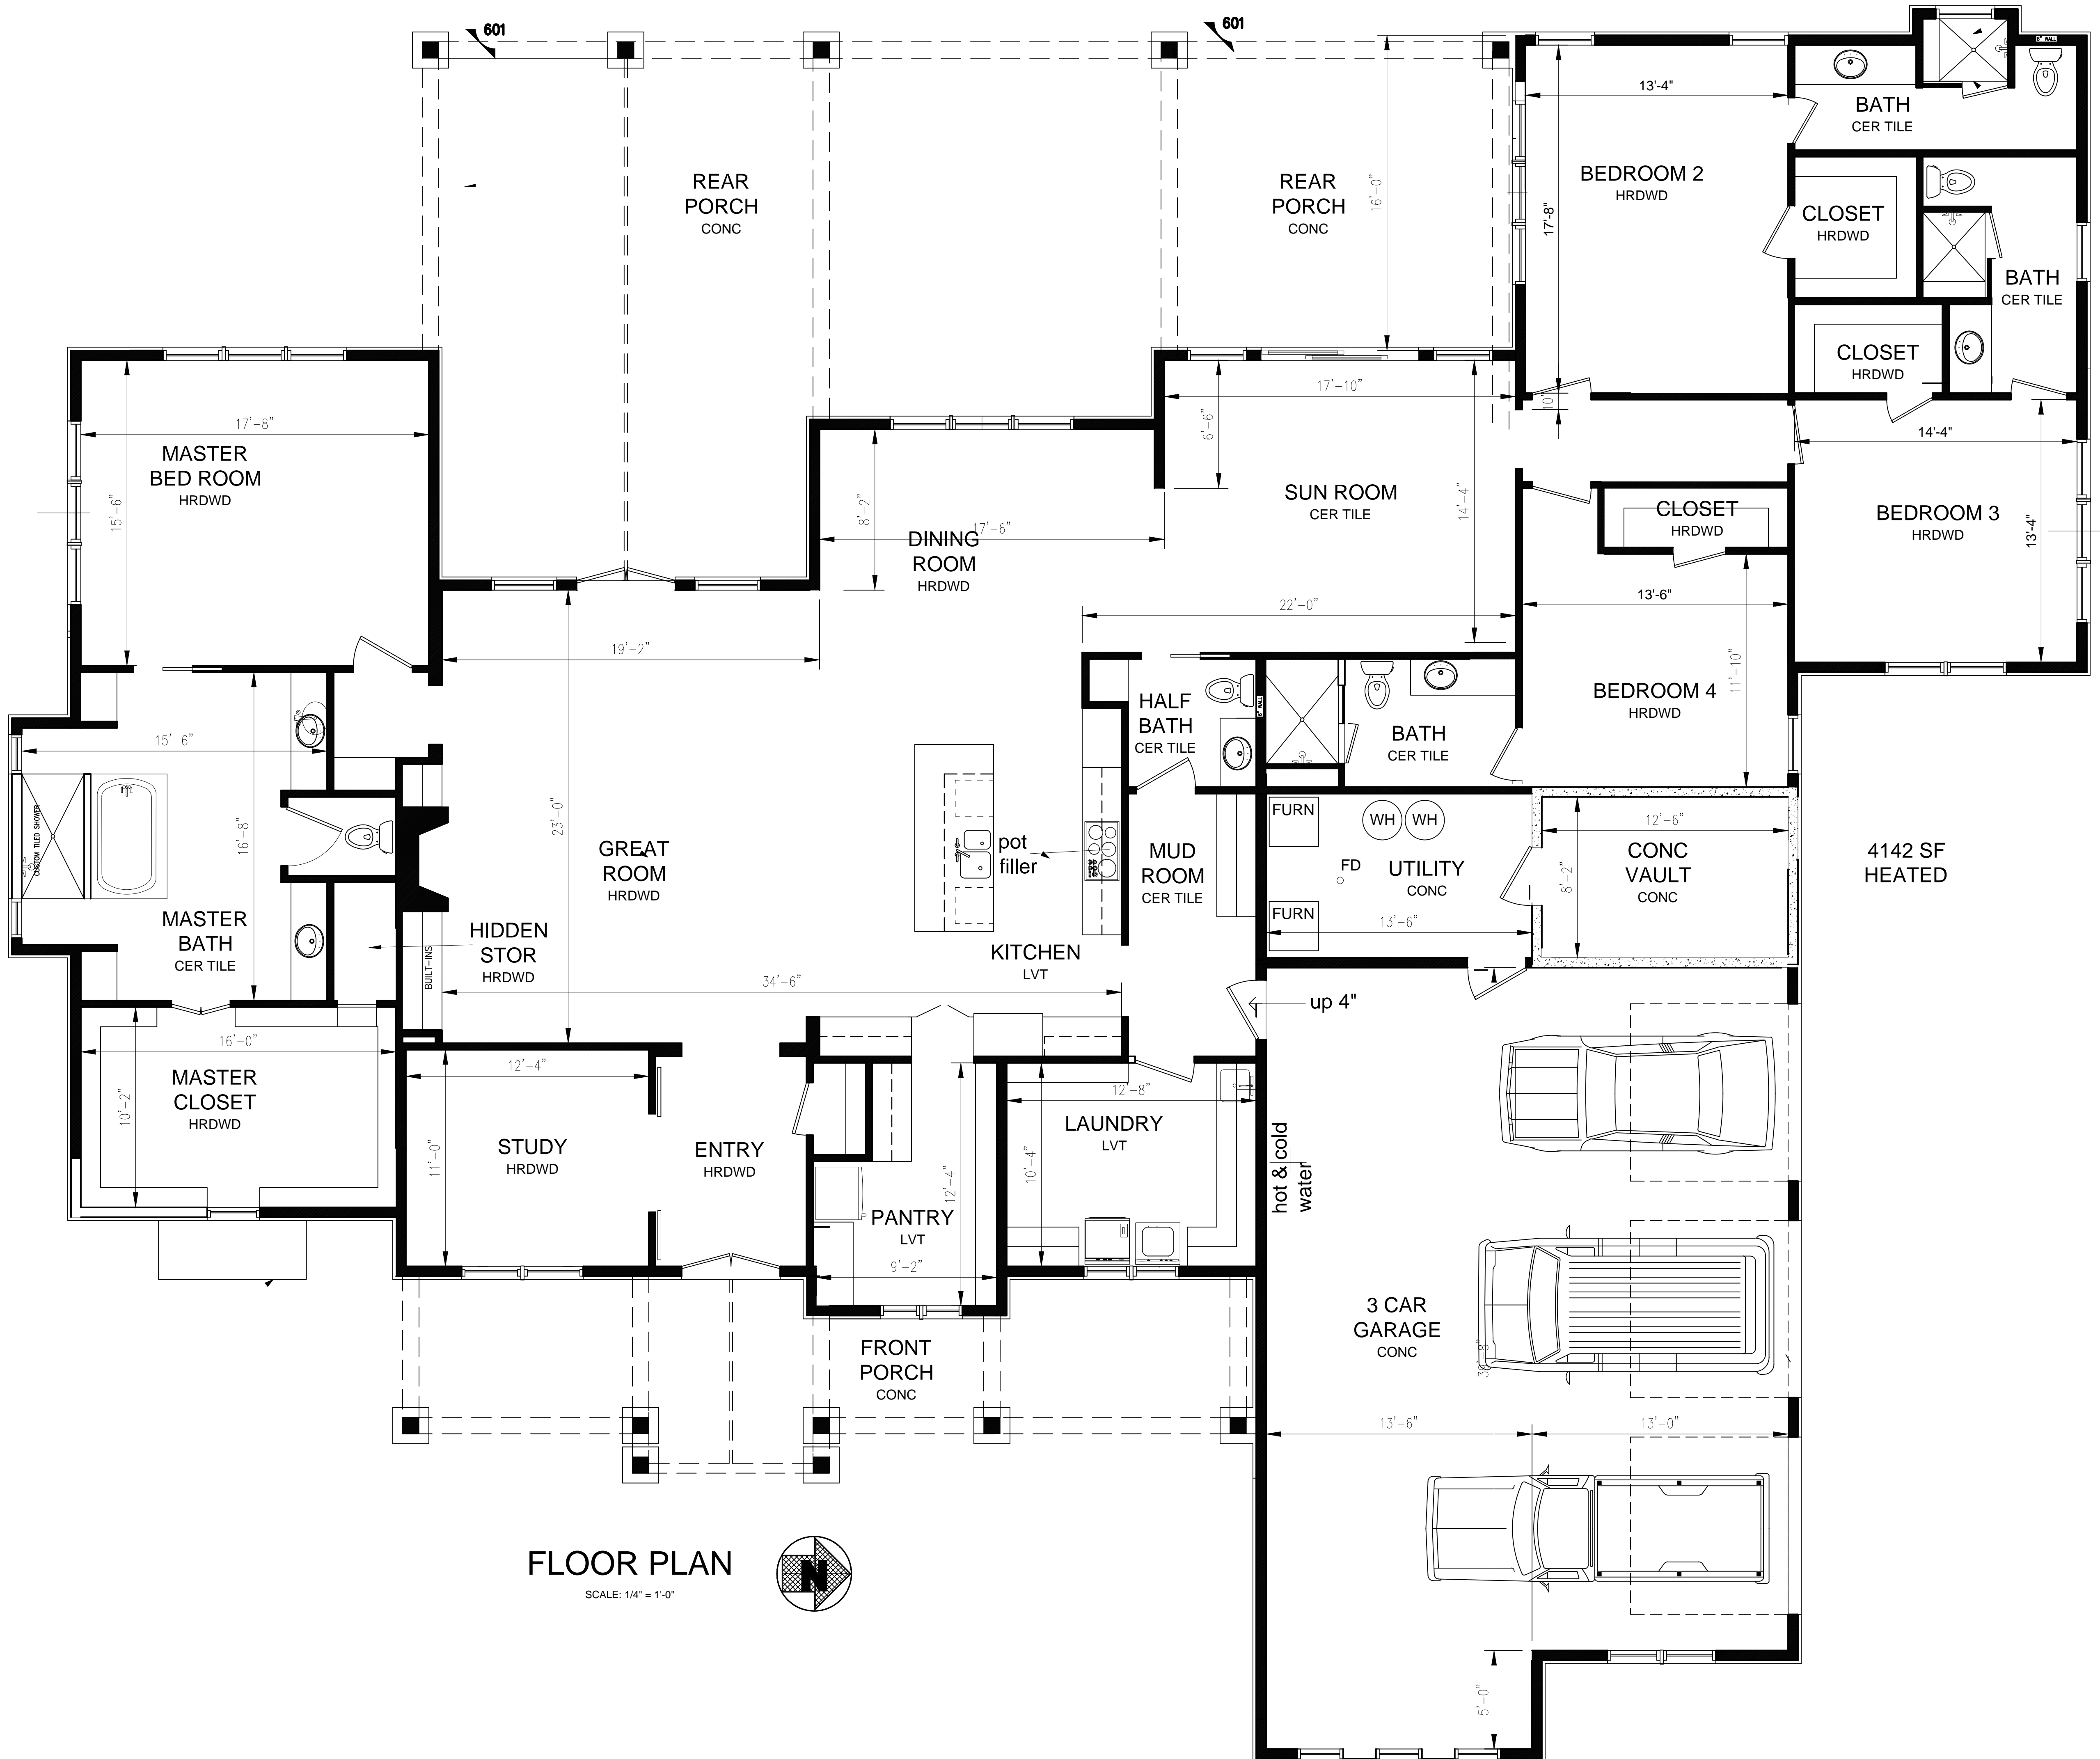 601
601
6" WALL
13'-4"
BATH
CER TILE
REAR
PORCH
CONC
REAR
PORCH
CONC
16'-0"
BEDROOM 2
HRDWD
17'-8"
CLOSET
HRDWD
BATH
CER TILE
CLOSET
HRDWD
17'-10"
10"
6'-6"
14'-4"
17'-8"
MASTER
BED ROOM
HRDWD
15'-6"
8'-2"
17'-6"
DINING
ROOM
HRDWD
SUN ROOM
CER TILE
14'-4"
CLOSET
HRDWD
BEDROOM 3
HRDWD
13'-4"
13'-6"
22'-0"
19'-2"
11'-10"
BEDROOM 4
HRDWD
HALF
BATH
CER TILE
6" WALL
BATH
CER TILE
15'-6"
16'-8"
CUSTOM TILED SHOWER
23'-0"
GREAT
ROOM
HRDWD
pot
filler
MUD
ROOM
CER TILE
FURN
WH
WH
FD
UTILITY
CONC
FURN
13'-6"
12'-6"
8'-2"
CONC
VAULT
CONC
4142 SF
HEATED
MASTER
BATH
CER TILE
HIDDEN
STOR
HRDWD
BUILT-INS
KITCHEN
LVT
34'-6"
up 4"
16'-0"
10'-2"
MASTER
CLOSET
HRDWD
12'-4"
11'-0"
STUDY
HRDWD
ENTRY
HRDWD
12'-4"
PANTRY
LVT
9'-2"
12'-8"
10'-4"
LAUNDRY
LVT
hot & cold
water
3 CAR
GARAGE
CONC
FRONT
PORCH
CONC
13'-6"
13'-0"
5'-0"
FLOOR PLAN
SCALE: 1/4" = 1'-0"
N